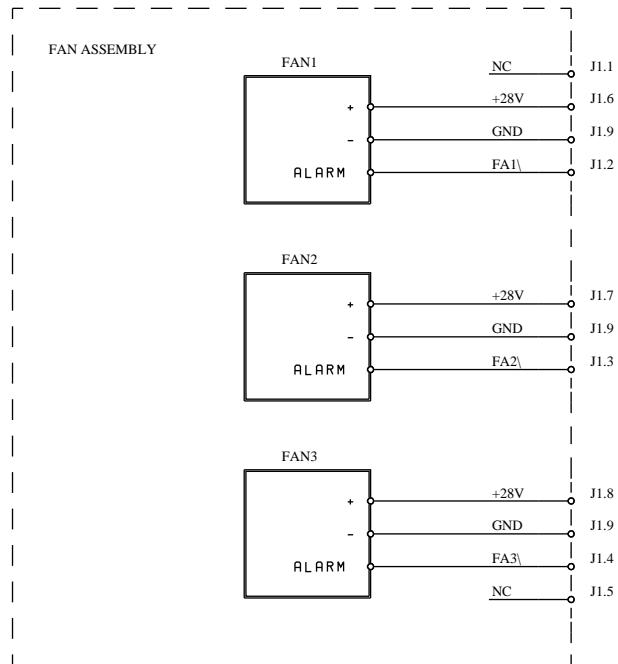 FAN ASSEMBLY
FAN1
NC J1.1
+ +28V J1.6
- GND J1.9
ALARM FA1\ J1.2
FAN2
+ +28V J1.7
- GND J1.9
ALARM FA2\ J1.3
FAN3
+ +28V J1.8
- GND J1.9
ALARM FA3\ J1.4
NC J1.5